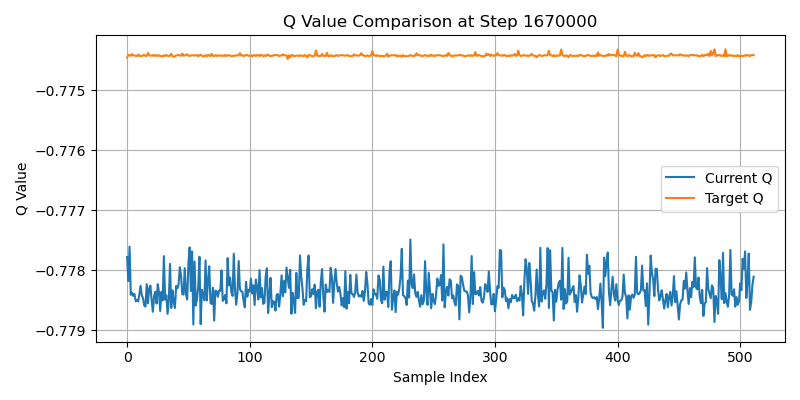 Q Value Comparison at Step 1670000
Q Value
−0.775
−0.776
−0.777
−0.778
−0.779
Current Q
Target Q
0
100
200
300
400
500
Sample Index